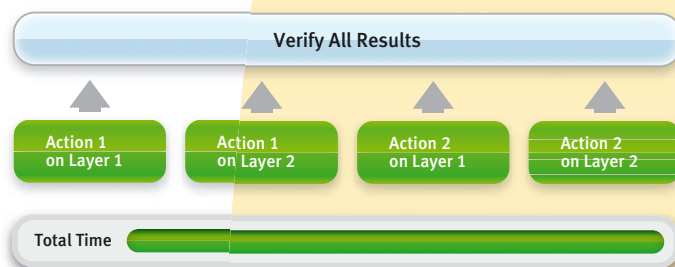 Verify All Results
Action 1
on Layer 1
Action 1
on Layer 2
Action 2
on Layer 1
Action 2
on Layer 2
Total Time